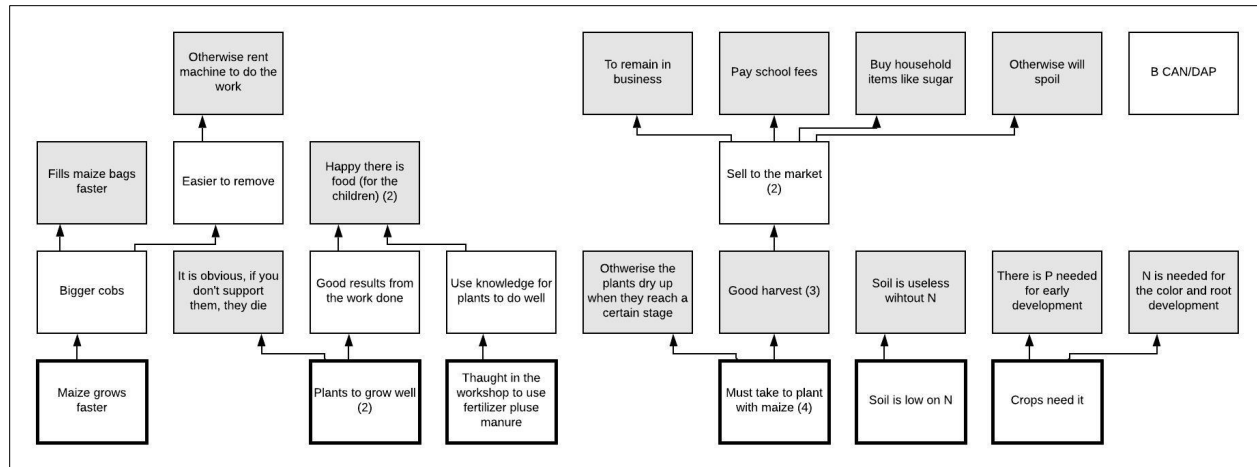 Otherwise rent
machine to do the
work
To remain in
business
Pay school fees
Buy household
items like sugar
Otherwise will
spoil
B CAN/DAP
Fills maize bags
faster
Easier to remove
Happy there is
food (for the
children) (2)
Sell to the market
(2)
Bigger cobs
It is obvious, if you
don't support
them, they die
Good results from
the work done
Use knowledge for
plants to do well
Othwerise the
plants dry up
when they reach a
certain stage
Good harvest (3)
Soil is useless
wihtout N
There is P needed
for early
development
N is needed for
the color and root
development
Maize grows
faster
Plants to grow well
(2)
Thaught in the
workshop to use
fertilizer pluse
manure
Must take to plant
with maize (4)
Soil is low on N
Crops need it